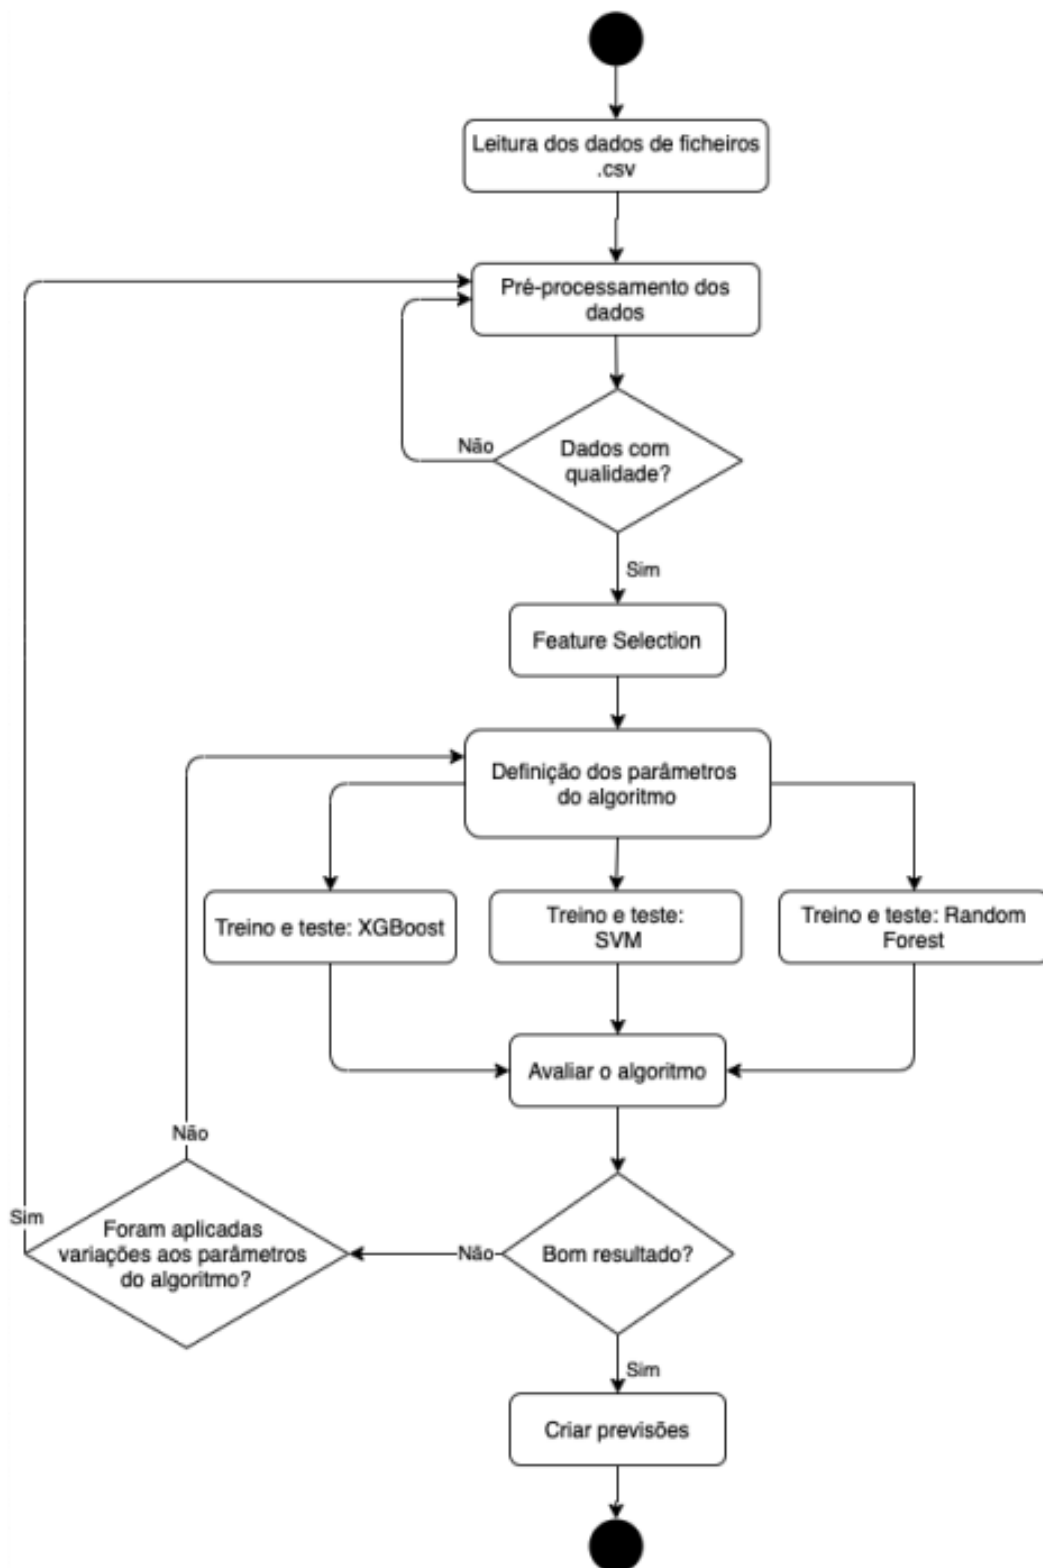 Leitura dos dados de ficheiros
.csv
Pré-processamento dos
dados
Não
Dados com
qualidade?
Sim
Feature Selection
Definição dos parâmetros
do algoritmo
Treino e teste: XGBoost
Treino e teste:
SVM
Treino e teste: Random
Forest
Avaliar o algoritmo
Não
Sim
Foram aplicadas
variações aos parâmetros
do algoritmo?
Não
Bom resultado?
Sim
Criar previsões